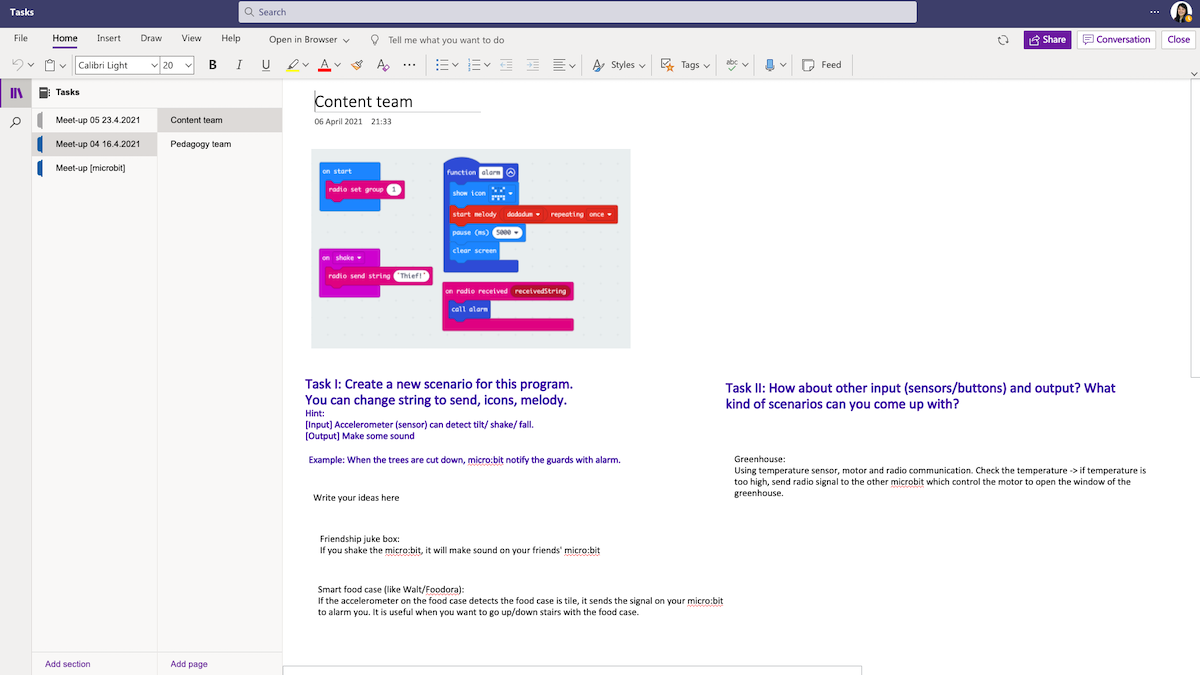 Tasks
Search
File Home Insert Draw View Help Open in Browser Tell me what you want to do Share Conversation Close
Calibri Light 20 B I U A A Styles Tags abc Feed
Tasks
Meet-up 05 23.4.2021
Meet-up 04 16.4.2021
Meet-up [microbit]
Content team
Pedagogy team
Content team
06 April 2021 21:33
on start
radio set group 1
on shake
radio send string "Thief!"
function alarm
show icon
start melody dadadum repeating once
pause (ms) 5000
clear screen
on radio received receivedString
call alarm
Task I: Create a new scenario for this program.
You can change string to send, icons, melody.
Hint:
[Input] Accelerometer (sensor) can detect tilt/ shake/ fall.
[Output] Make some sound
Example: When the trees are cut down, micro:bit notify the guards with alarm.
Write your ideas here
Friendship juke box:
If you shake the micro:bit, it will make sound on your friends' micro:bit
Smart food case (like Walt/Foodora):
If the accelerometer on the food case detects the food case is tile, it sends the signal on your micro:bit
to alarm you. It is useful when you want to go up/down stairs with the food case.
Task II: How about other input (sensors/buttons) and output? What
kind of scenarios can you come up with?
Greenhouse:
Using temperature sensor, motor and radio communication. Check the temperature -> if temperature is
too high, send radio signal to the other microbit which control the motor to open the window of the
greenhouse.
Add section
Add page